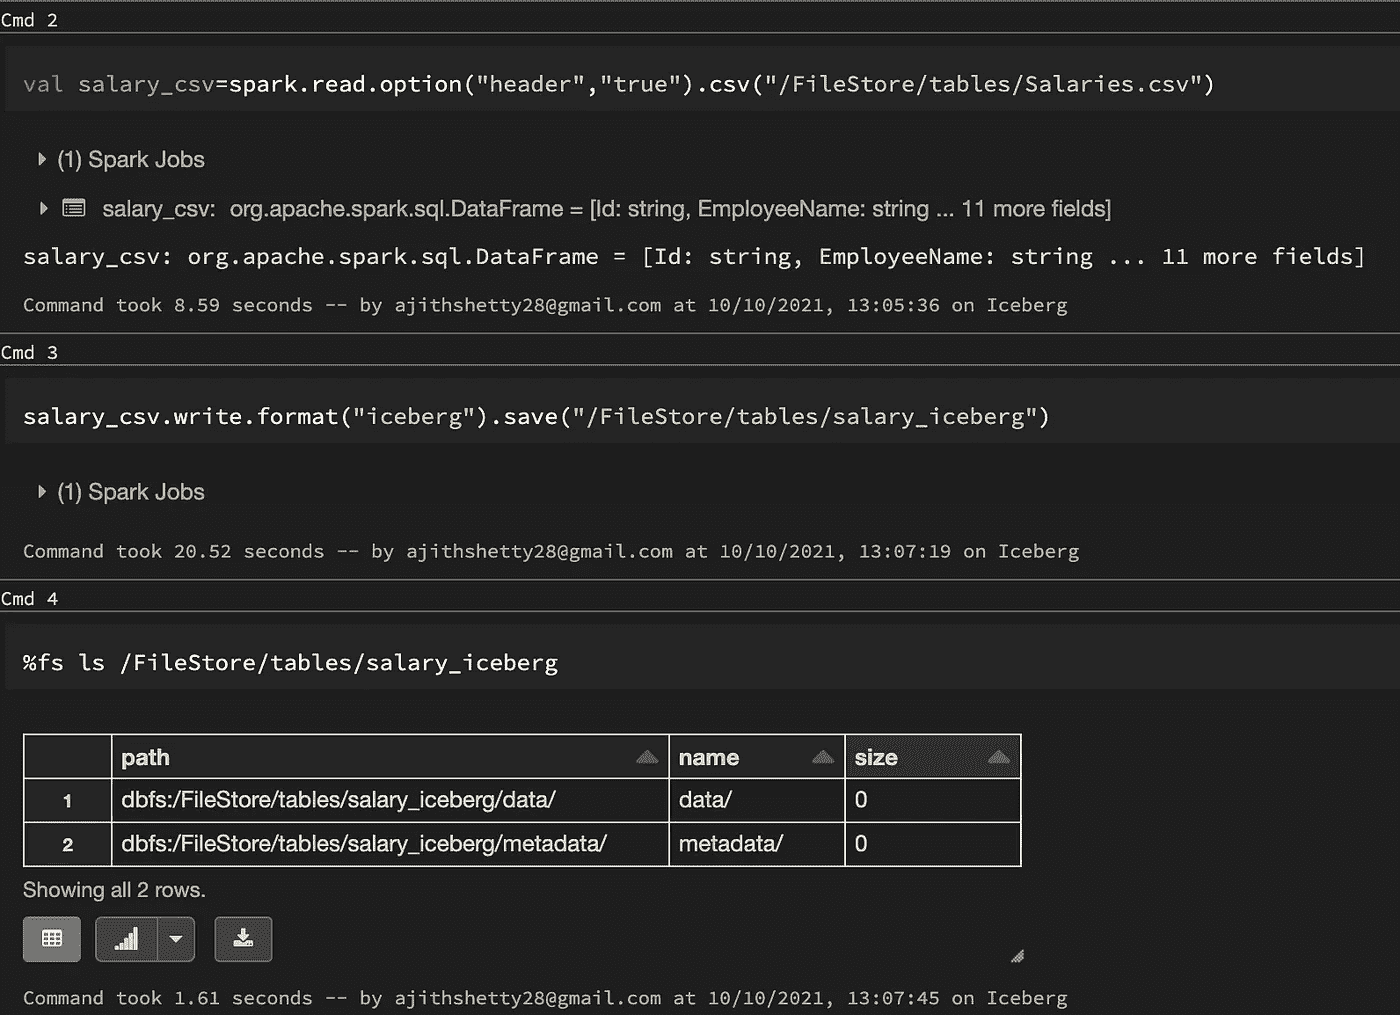 Cmd 2
val salary_csv=spark.read.option("header","true").csv("/FileStore/tables/Salaries.csv")
(1) Spark Jobs
salary_csv: org.apache.spark.sql.DataFrame = [Id: string, EmployeeName: string ... 11 more fields]
salary_csv: org.apache.spark.sql.DataFrame = [Id: string, EmployeeName: string ... 11 more fields]
Command took 8.59 seconds -- by ajithshetty28@gmail.com at 10/10/2021, 13:05:36 on Iceberg
Cmd 3
salary_csv.write.format("iceberg").save("/FileStore/tables/salary_iceberg")
(1) Spark Jobs
Command took 20.52 seconds -- by ajithshetty28@gmail.com at 10/10/2021, 13:07:19 on Iceberg
Cmd 4
%fs ls /FileStore/tables/salary_iceberg
path name size
1 dbfs:/FileStore/tables/salary_iceberg/data/ data/ 0
2 dbfs:/FileStore/tables/salary_iceberg/metadata/ metadata/ 0
Showing all 2 rows.
Command took 1.61 seconds -- by ajithshetty28@gmail.com at 10/10/2021, 13:07:45 on Iceberg